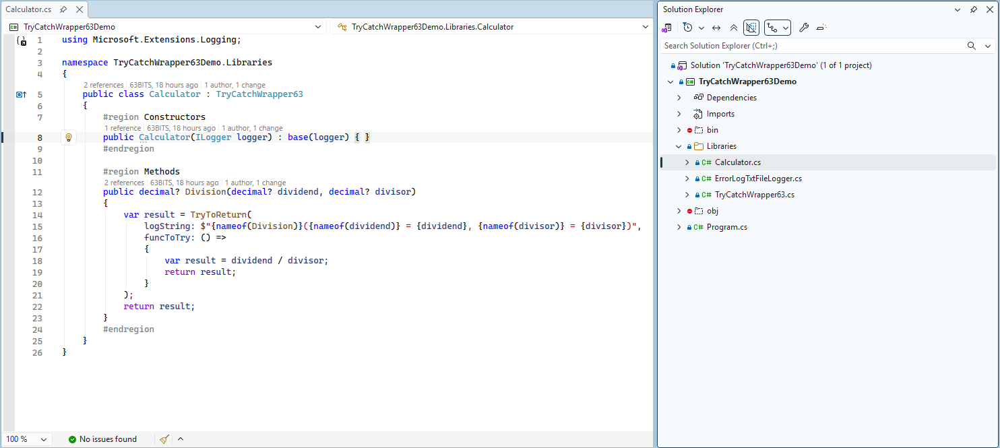 Calculator.cs
TryCatchWrapper63Demo
TryCatchWrapper63Demo.Libraries.Calculator
1 using Microsoft.Extensions.Logging;
2
3 namespace TryCatchWrapper63Demo.Libraries
4 {
2 references | 63BITS, 18 hours ago | 1 author, 1 change
5 public class Calculator : TryCatchWrapper63
6 {
7 #region Constructors
1 reference | 63BITS, 18 hours ago | 1 author, 1 change
8 public Calculator(ILogger logger) : base(logger) { }
9 #endregion
10
11 #region Methods
2 references | 63BITS, 18 hours ago | 1 author, 1 change
12 public decimal? Division(decimal? dividend, decimal? divisor)
13 {
14 var result = TryToReturn(
15 logString: $"{nameof(Division)}({nameof(dividend)} = {dividend}, {nameof(divisor)} = {divisor})",
16 funcToTry: () =>
17 {
18 var result = dividend / divisor;
19 return result;
20 }
21 );
22 return result;
23 }
24 #endregion
25 }
26 }
100 %
No issues found
Solution Explorer
Search Solution Explorer (Ctrl+;)
Solution 'TryCatchWrapper63Demo' (1 of 1 project)
C# TryCatchWrapper63Demo
Dependencies
Imports
bin
Libraries
C# Calculator.cs
C# ErrorLogTxtFileLogger.cs
C# TryCatchWrapper63.cs
obj
C# Program.cs